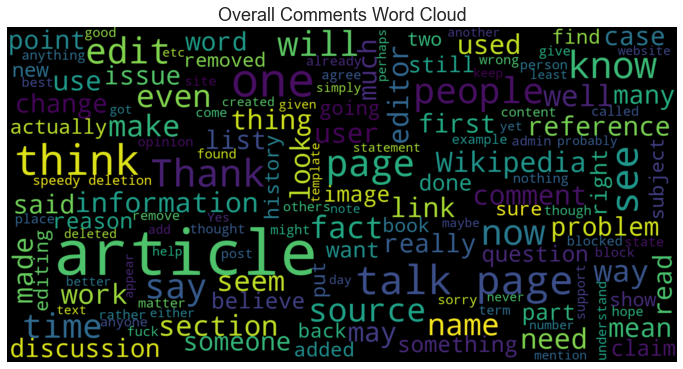 Overall Comments Word Cloud
good
point
anything
new
best
edit
etc
removed
word
will
issue
already
agree
simply
perhaps
much
two
another
used
still
wrong
find
give
person
least
case
website
know
use
site
one
editor
people
well
many
keep
change
even
got
come
created
given
going
content
yet
called
actually
make
thing
user
first
reference
think
opinion
found
list
look
template
statement
page
example
admin
probably
Wikipedia
nothing
right
though
see
subject
speedy deletion
Thank
history
image
done
comment
sure
said
information
others
note
link
place
reason
remove
Yes
might
fact
book
maybe
problem
blocked
state
made
editing
deleted
add
thought
article
want
really
now
question
block
way
better
appear
help
post
seem
put
talk page
support
understand
show
read
work
say
believe
day
time
text
matter
rather
either
source
sorry
never
name
term
part
number
need
hope
mean
discussion
anyone
fuck
section
someone
back
added
may
something
mention
claim